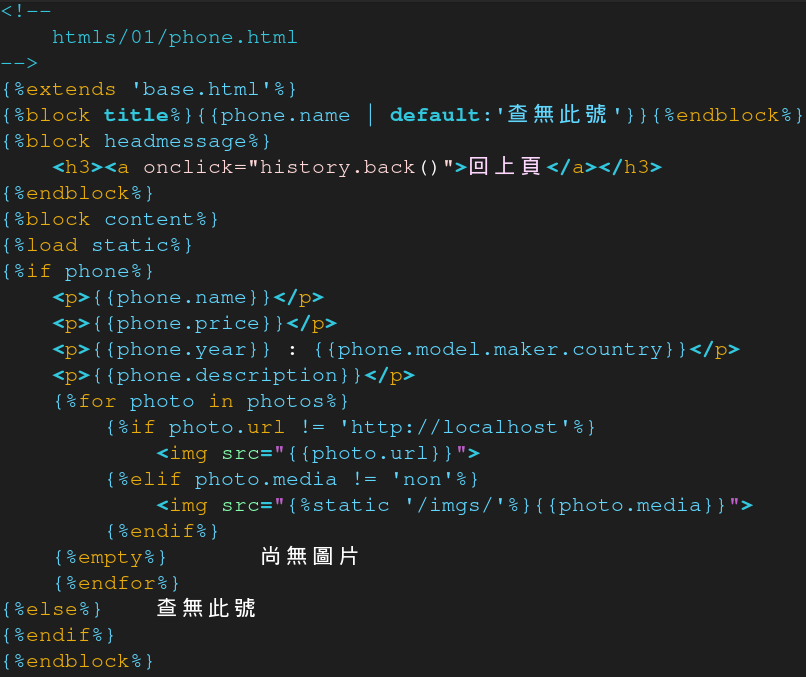 <!--
    htmls/01/phone.html
-->
{%extends 'base.html'%}
{%block title%}{{phone.name | default:'查無此號'}}{%endblock%}
{%block headmessage%}
    <h3><a onclick="history.back()">回上頁</a></h3>
{%endblock%}
{%block content%}
{%load static%}
{%if phone%}
    <p>{{phone.name}}</p>
    <p>{{phone.price}}</p>
    <p>{{phone.year}} : {{phone.model.maker.country}}</p>
    <p>{{phone.description}}</p>
    {%for photo in photos%}
        {%if photo.url != 'http://localhost'%}
            <img src="{{photo.url}}">
        {%elif photo.media != 'non'%}
            <img src="{%static '/imgs/'%}{{photo.media}}">
        {%endif%}
    {%empty%}       尚無圖片
    {%endfor%}
{%else%}    查無此號
{%endif%}
{%endblock%}